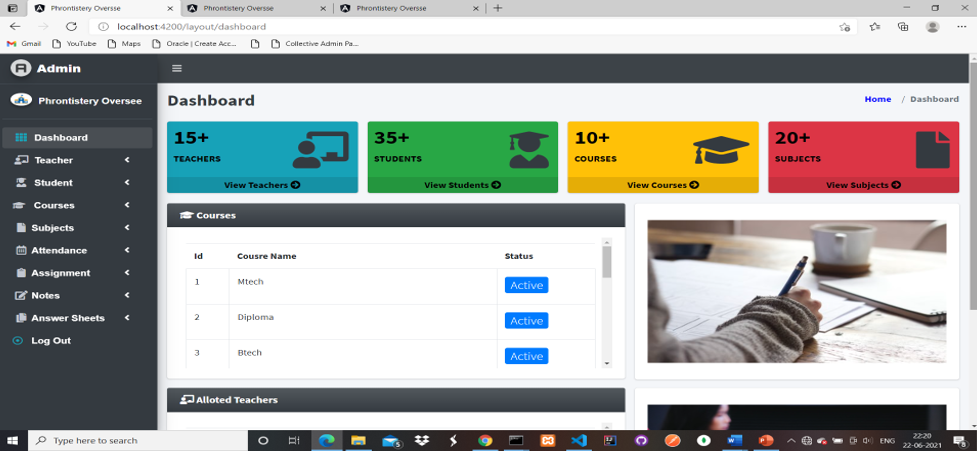 Phrontistery Oversee
Phrontistery Oversse
Phrontistery Oversse
localhost:4200/layout/dashboard
Gmail
YouTube
Maps
Oracle | Create Acc...
Collective Admin Pa...
Admin
Phrontistery Oversee
Dashboard
Teacher
Student
Courses
Subjects
Attendance
Assignment
Notes
Answer Sheets
Log Out
Dashboard
Home / Dashboard
15+
TEACHERS
View Teachers
35+
STUDENTS
View Students
10+
COURSES
View Courses
20+
SUBJECTS
View Subjects
Courses
Id Cousre Name Status
1 Mtech Active
2 Diploma Active
3 Btech Active
Alloted Teachers
Type here to search
ENG
22:20
22-06-2021